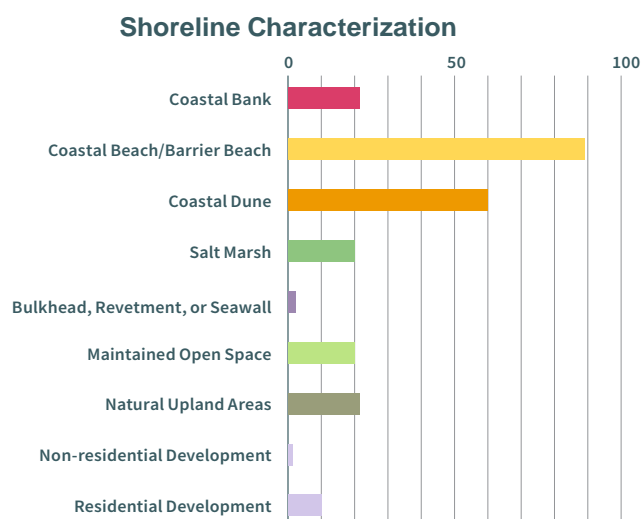 Shoreline Characterization
0 50 100
Coastal Bank
Coastal Beach/Barrier Beach
Coastal Dune
Salt Marsh
Bulkhead, Revetment, or Seawall
Maintained Open Space
Natural Upland Areas
Non-residential Development
Residential Development